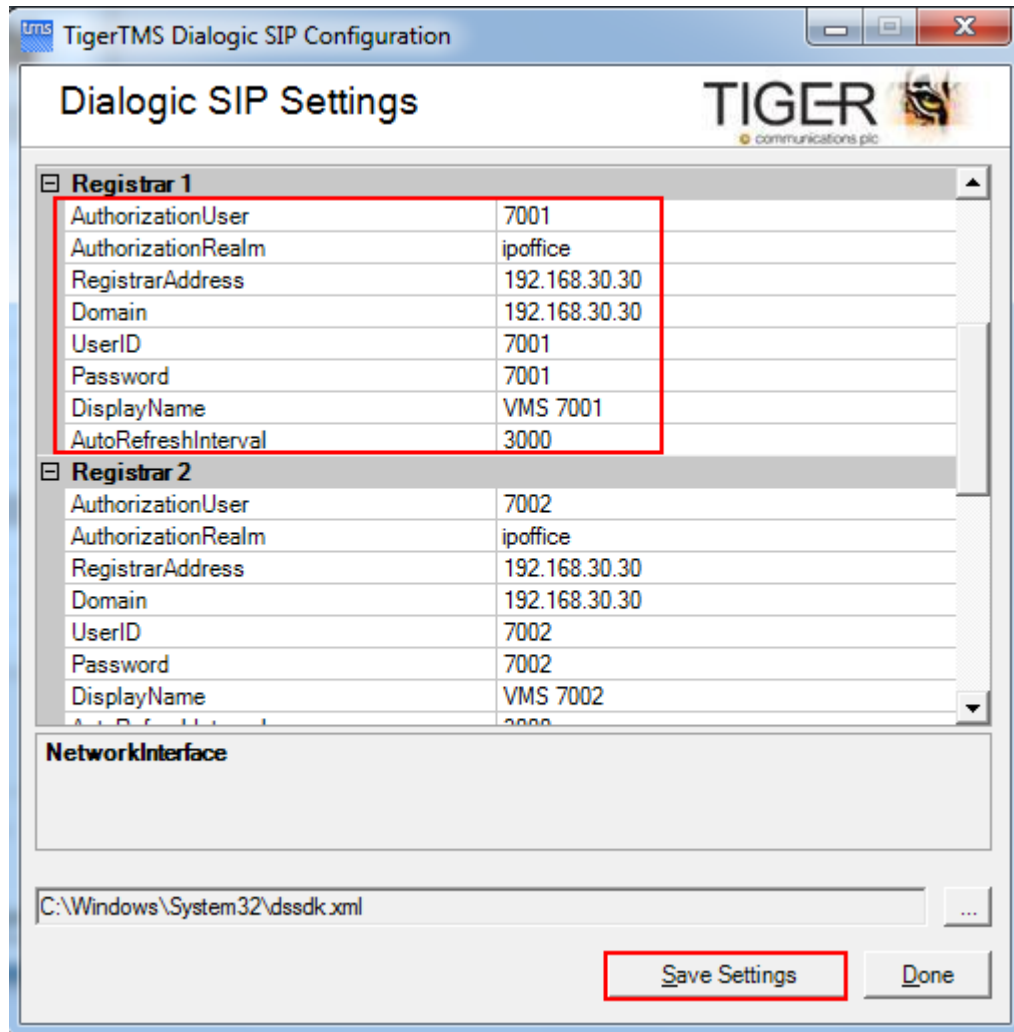 tms TigerTMS Dialogic SIP Configuration
Dialogic SIP Settings
TIGER
communications plc
Registrar 1
AuthorizationUser 7001
AuthorizationRealm ipoffice
RegistrarAddress 192.168.30.30
Domain 192.168.30.30
UserID 7001
Password 7001
DisplayName VMS 7001
AutoRefreshInterval 3000
Registrar 2
AuthorizationUser 7002
AuthorizationRealm ipoffice
RegistrarAddress 192.168.30.30
Domain 192.168.30.30
UserID 7002
Password 7002
DisplayName VMS 7002
NetworkInterface
C:\Windows\System32\dssdk.xml ...
Save Settings Done